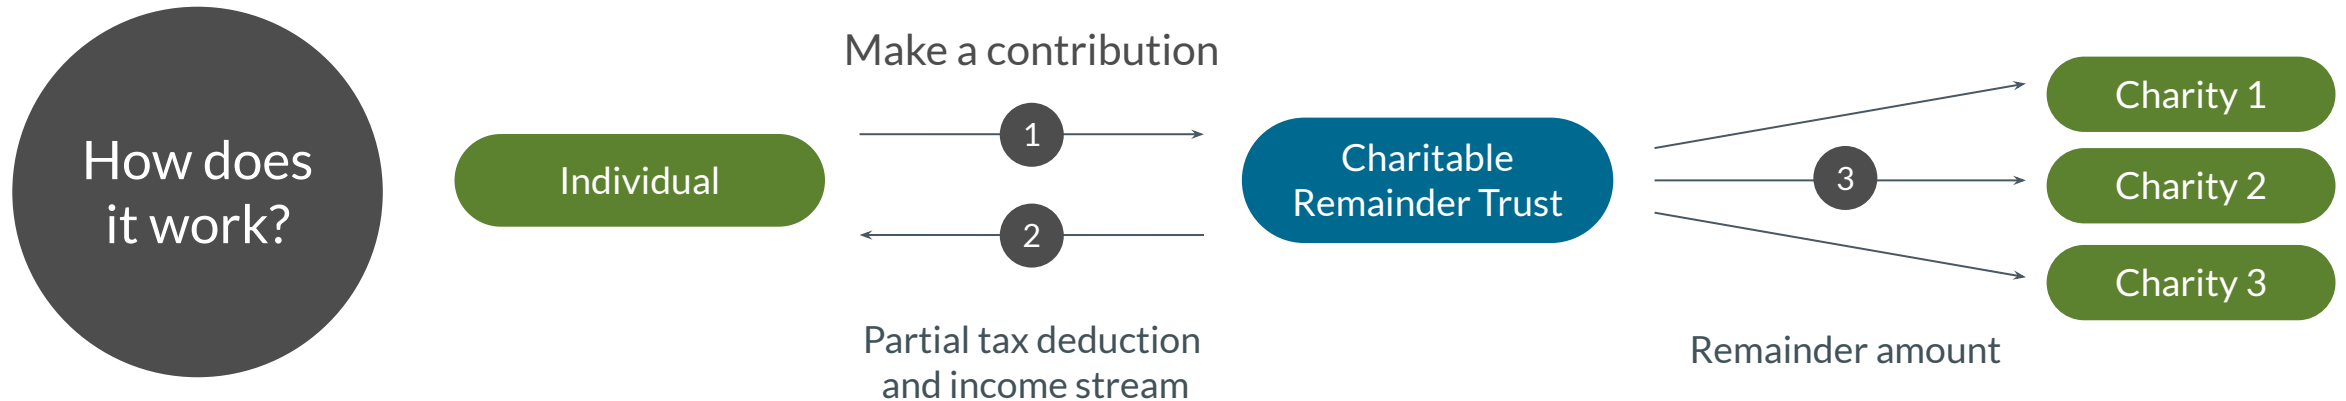 How does
it work?
Individual
Make a contribution
1
2
Partial tax deduction
and income stream
Charitable
Remainder Trust
3
Remainder amount
Charity 1
Charity 2
Charity 3